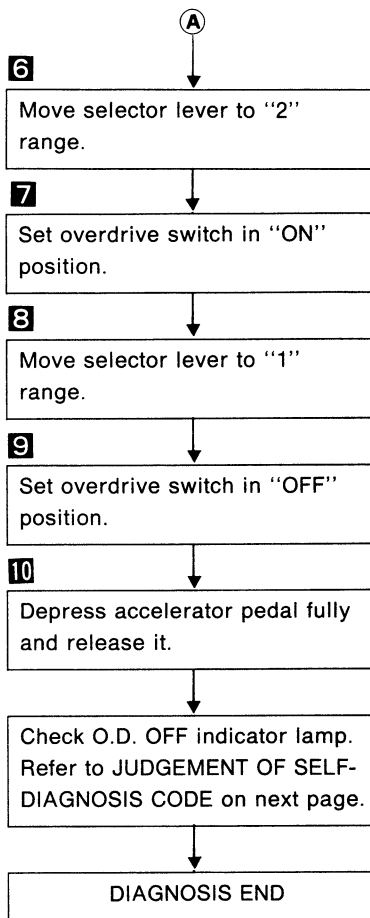 A
6
Move selector lever to “2”
range.
7
Set overdrive switch in “ON”
position.
8
Move selector lever to “1”
range.
9
Set overdrive switch in “OFF”
position.
10
Depress accelerator pedal fully
and release it.
Check O.D. OFF indicator lamp.
Refer to JUDGEMENT OF SELF-
DIAGNOSIS CODE on next page.
DIAGNOSIS END